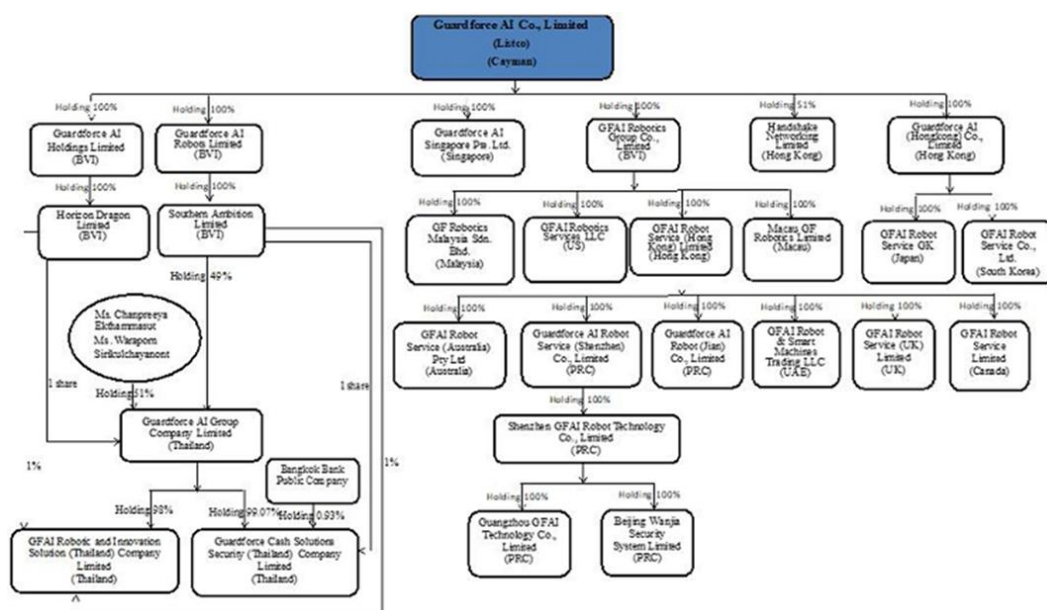 Guardforce AI Co., Limited
(Listco)
(Cayman)
Holding 100%
Holding 100%
Holding 100%
Holding 100%
Holding 51%
Holding 100%
Guardforce AI
Holdings Limited
(BVI)
Guardforce AI
Robots Limited
(BVI)
Guardforce AI
Singapore Pte. Ltd.
(Singapore)
GFAI Robotics
Group Co.,
Limited
(BVI)
Handshake
Networking
Limited
(Hong Kong)
Guardforce AI
(Hongkong) Co.,
Limited
(Hong Kong)
Holding 100%
Holding 100%
Holding 100%
Holding 100%
Holding 100%
Holding 100%
Holding 100%
Holding 100%
Horizon Dragon
Limited
(BVI)
Southern Ambition
Limited
(BVI)
GF Robotics
Malaysia Sdn.
Bhd.
(Malaysia)
GFAI Robotics
Services LLC
(US)
GFAI Robot
Service (Hong
Kong) Limited
(Hong Kong)
Macau GF
Robotics Limited
(Macau)
GFAI Robot
Service GK
(Japan)
GFAI Robot
Service Co.,
Ltd.
(South Korea)
Holding 49%
Holding 100%
Holding 100%
Holding 100%
Holding 100%
Holding 100%
Holding 100%
Ms. Chanpreeya
Ekthammasut
Ms. Waraporn
Sirikulchayanont
GFAI Robot
Service (Australia)
Pty Ltd
(Australia)
Guardforce AI Robot
Service (Shenzhen)
Co., Limited
(PRC)
Guardforce AI
Robot (Jian) Co.,
Limited
(PRC)
GFAI Robot
& Smart
Machines
Trading LLC
(UAE)
GFAI Robot
Service (UK)
Limited
(UK)
GFAI Robot
Service
Limited
(Canada)
1 share
1 share
Holding 51%
Holding 100%
Guardforce AI Group
Company Limited
(Thailand)
Shenzhen GFAI Robot Technology
Co., Limited
(PRC)
1%
1%
Bangkok Bank
Public Company
Holding 98%
Holding 99.07%
Holding 0.93%
Holding 100%
Holding 100%
GFAI Robotic and Innovation
Solution (Thailand) Company
Limited
(Thailand)
Guardforce Cash Solutions
Security (Thailand) Company
Limited
(Thailand)
Guangzhou GFAI
Technology Co.,
Limited
(PRC)
Beijing Wanjia
Security
System Limited
(PRC)